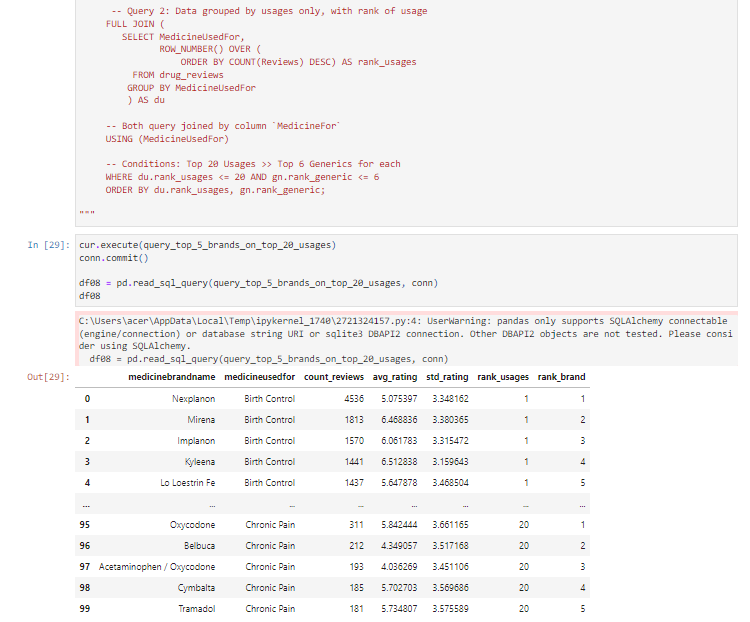 -- Query 2: Data grouped by usages only, with rank of usage
FULL JOIN (
SELECT MedicineUsedFor,
ROW_NUMBER() OVER (
ORDER BY COUNT(Reviews) DESC) AS rank_usages
FROM drug_reviews
GROUP BY MedicineUsedFor
) AS du
-- Both query joined by column `MedicineFor`
USING (MedicineUsedFor)
-- Conditions: Top 20 Usages >> Top 6 Generics for each
WHERE du.rank_usages <= 20 AND gn.rank_generic <= 6
ORDER BY du.rank_usages, gn.rank_generic;
"""
In [29]: cur.execute(query_top_5_brands_on_top_20_usages)
conn.commit()
df08 = pd.read_sql_query(query_top_5_brands_on_top_20_usages, conn)
df08
C:\Users\acer\AppData\Local\Temp\ipykernel_1740\2721324157.py:4: UserWarning: pandas only supports SQLAlchemy connectable
(engine/connection) or database string URI or sqlite3 DBAPI2 connection. Other DBAPI2 objects are not tested. Please consi
der using SQLAlchemy.
df08 = pd.read_sql_query(query_top_5_brands_on_top_20_usages, conn)
Out[29]: medicinebrandname medicineusedfor count_reviews avg_rating std_rating rank_usages rank_brand
0 Nexplanon Birth Control 4536 5.075397 3.348162 1 1
1 Mirena Birth Control 1813 6.468836 3.380365 1 2
2 Implanon Birth Control 1570 6.061783 3.315472 1 3
3 Kyleena Birth Control 1441 6.512838 3.159643 1 4
4 Lo Loestrin Fe Birth Control 1437 5.647878 3.468504 1 5
... ... ... ... ... ... ... ...
95 Oxycodone Chronic Pain 311 5.842444 3.661165 20 1
96 Belbuca Chronic Pain 212 4.349057 3.517168 20 2
97 Acetaminophen / Oxycodone Chronic Pain 193 4.036269 3.451106 20 3
98 Cymbalta Chronic Pain 185 5.702703 3.569686 20 4
99 Tramadol Chronic Pain 181 5.734807 3.575589 20 5